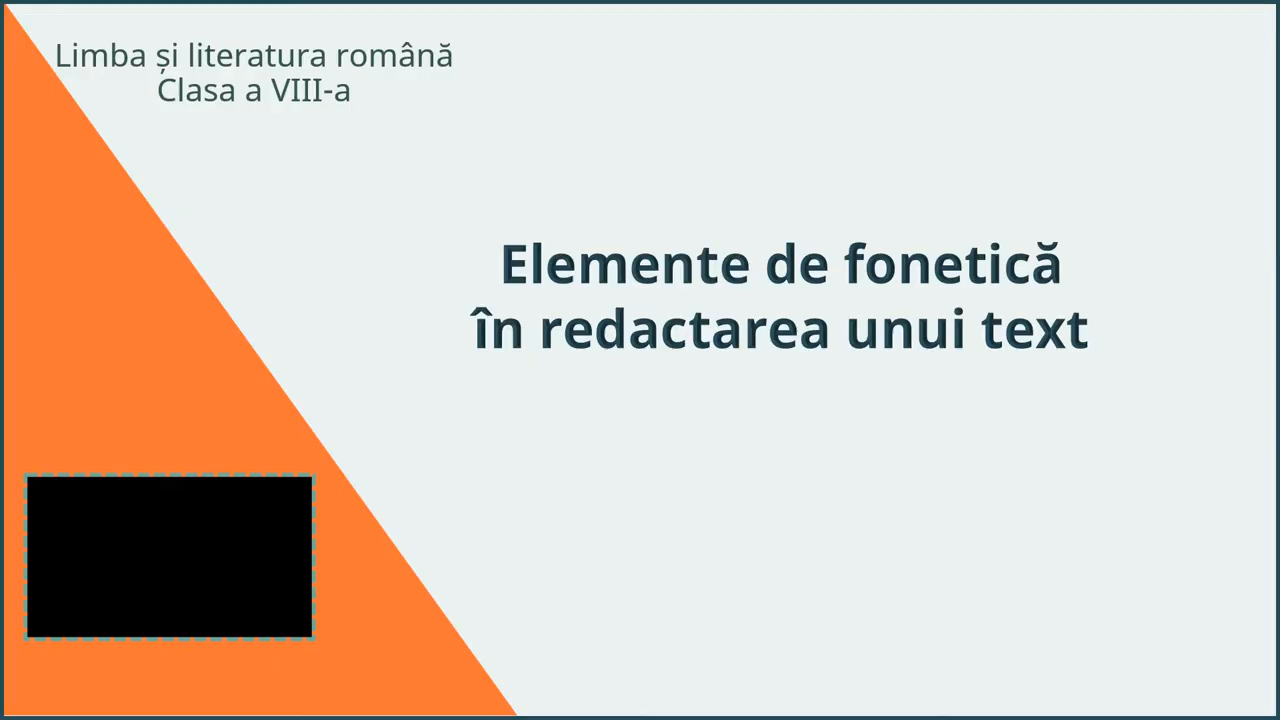 Limba și literatura română
Clasa a VIII-a
Elemente de fonetică
în redactarea unui text